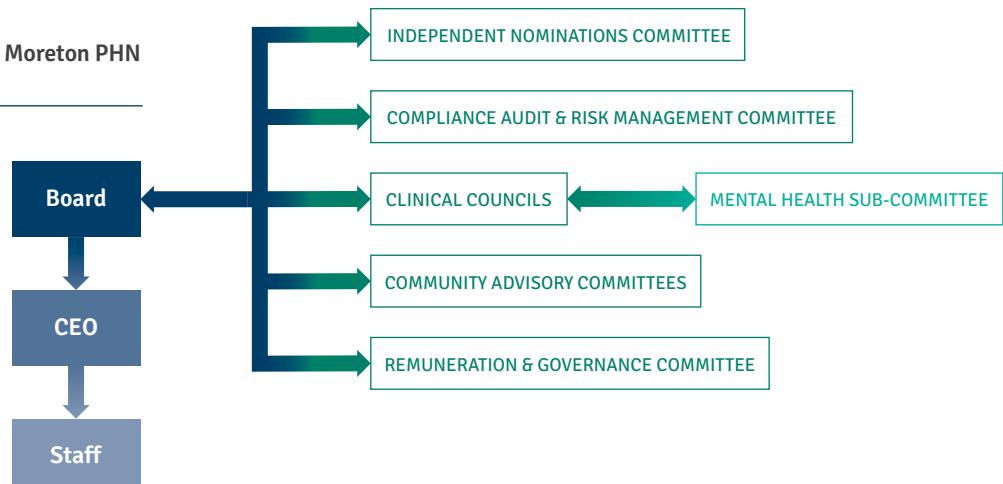 Moreton PHN
INDEPENDENT NOMINATIONS COMMITTEE
COMPLIANCE AUDIT & RISK MANAGEMENT COMMITTEE
Board
CLINICAL COUNCILS
MENTAL HEALTH SUB-COMMITTEE
COMMUNITY ADVISORY COMMITTEES
CEO
REMUNERATION & GOVERNANCE COMMITTEE
Staff